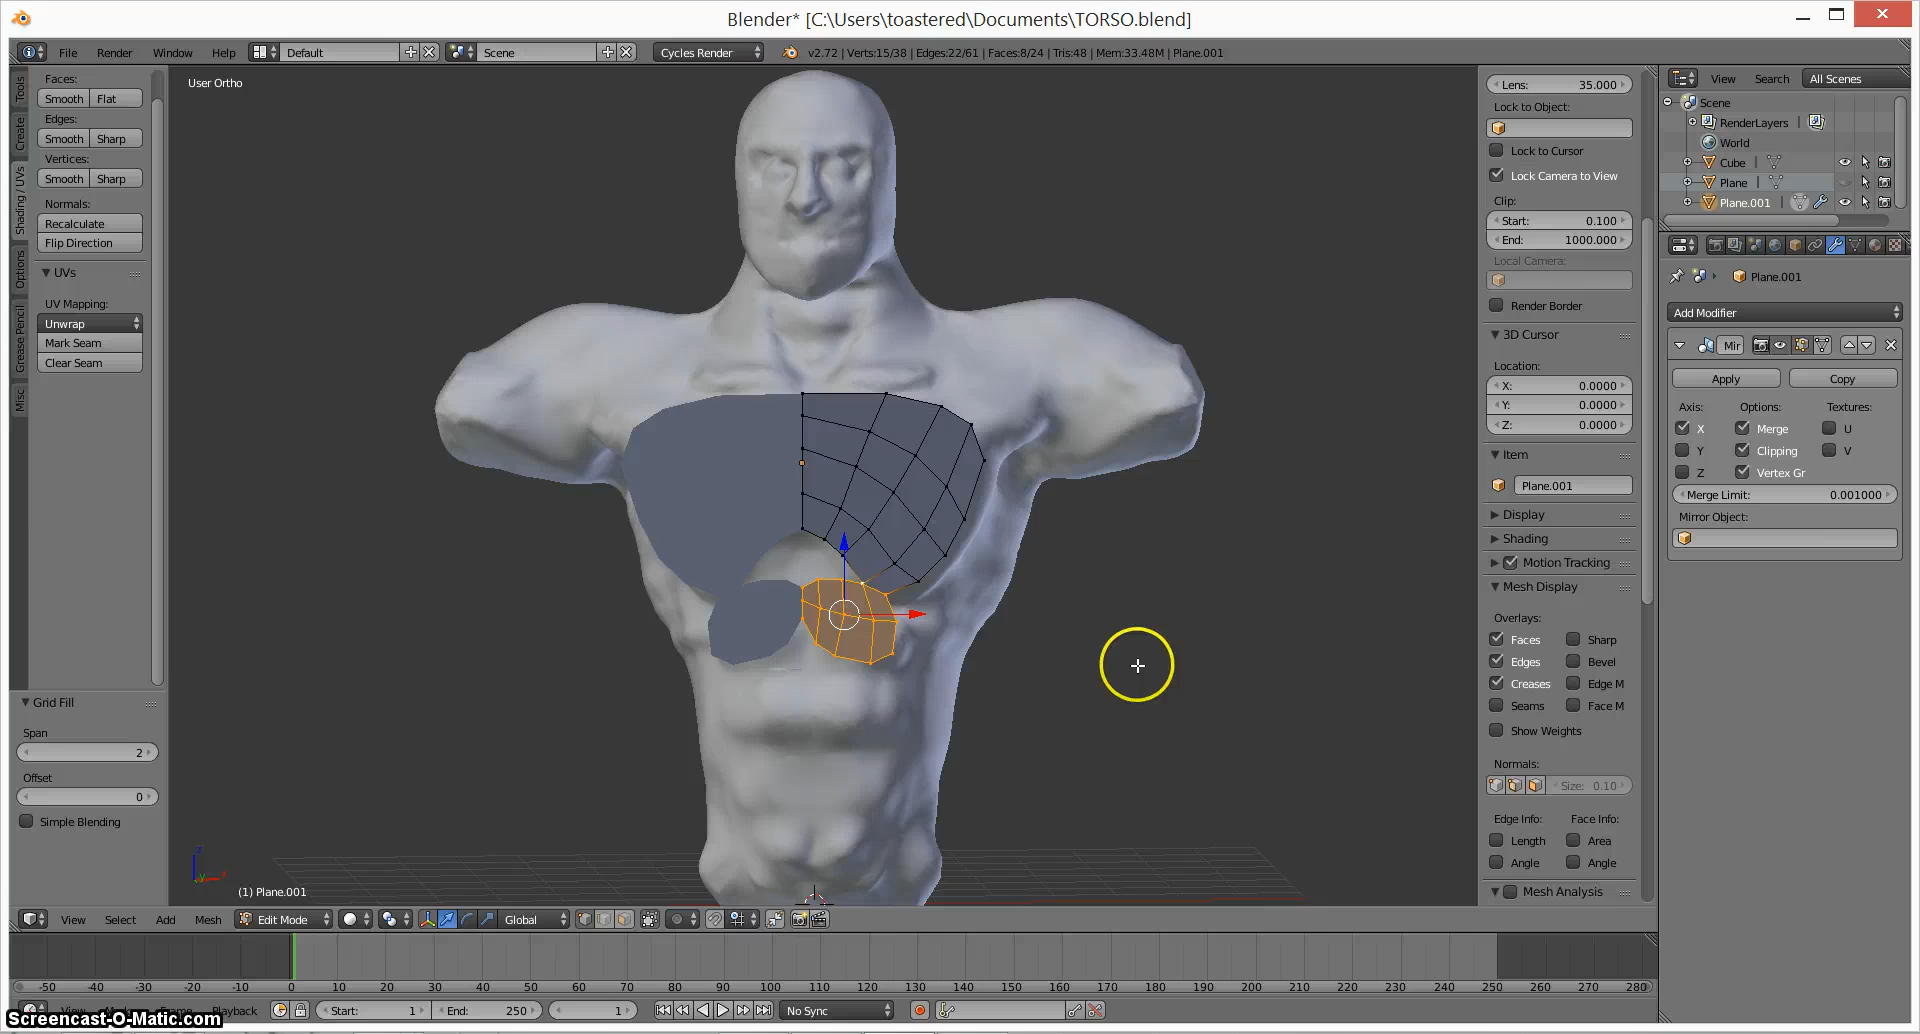 Blender* [C:\Users\toastered\Documents\TORSO.blend]
File Render Window Help Default Scene Cycles Render v2.72 | Verts:15/38 | Edges:22/61 | Faces:8/24 | Tris:48 | Mem:33.48M | Plane.001
Tools
Create
Shading / UVs
Options
Grease Pencil
Misc
Faces:
Smooth Flat
Edges:
Smooth Sharp
Vertices:
Smooth Sharp
Normals:
Recalculate
Flip Direction
UVs
UV Mapping:
Unwrap
Mark Seam
Clear Seam
Grid Fill
Span
2
Offset
0
Simple Blending
User Ortho
(1) Plane.001
Lens: 35.000
Lock to Object:
Lock to Cursor
Lock Camera to View
Clip:
Start: 0.100
End: 1000.000
Local Camera:
Render Border
3D Cursor
Location:
X: 0.0000
Y: 0.0000
Z: 0.0000
Item
Plane.001
Display
Shading
Motion Tracking
Mesh Display
Overlays:
Faces Sharp
Edges Bevel
Creases Edge M
Seams Face M
Show Weights
Normals:
Size: 0.10
Edge Info: Face Info:
Length Area
Angle Angle
Mesh Analysis
View Search All Scenes
Scene
RenderLayers
World
Cube
Plane
Plane.001
Plane.001
Add Modifier
Mir
Apply Copy
Axis: Options: Textures:
X Merge U
Y Clipping V
Z Vertex Gr
Merge Limit: 0.001000
Mirror Object:
View Select Add Mesh Edit Mode Global
-50 -40 -30 -20 -10 0 10 20 30 40 50 60 70 80 90 100 110 120 130 140 150 160 170 180 190 200 210 220 230 240 250 260 270 280
Playback Start: 1 End: 250 1 No Sync
Screencast-O-Matic.com